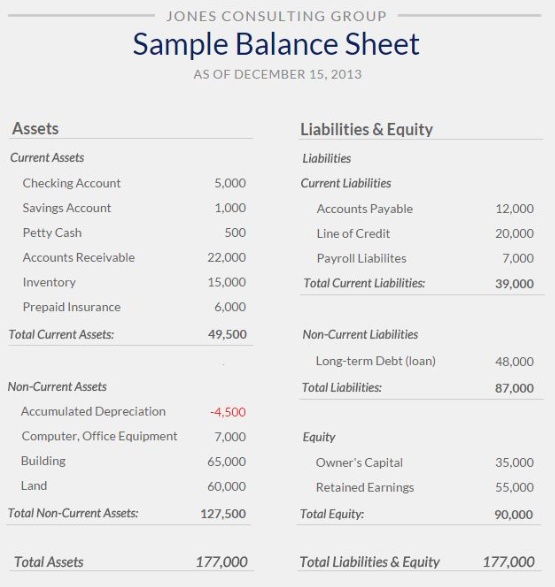 JONES CONSULTING GROUP
Sample Balance Sheet
AS OF DECEMBER 15, 2013
Assets
Current Assets
Checking Account 5,000
Savings Account 1,000
Petty Cash 500
Accounts Receivable 22,000
Inventory 15,000
Prepaid Insurance 6,000
Total Current Assets: 49,500
Non-Current Assets
Accumulated Depreciation -4,500
Computer, Office Equipment 7,000
Building 65,000
Land 60,000
Total Non-Current Assets: 127,500
Total Assets 177,000
Liabilities & Equity
Liabilities
Current Liabilities
Accounts Payable 12,000
Line of Credit 20,000
Payroll Liabilites 7,000
Total Current Liabilities: 39,000
Non-Current Liabilities
Long-term Debt (loan) 48,000
Total Liabilities: 87,000
Equity
Owner's Capital 35,000
Retained Earnings 55,000
Total Equity: 90,000
Total Liabilities & Equity 177,000